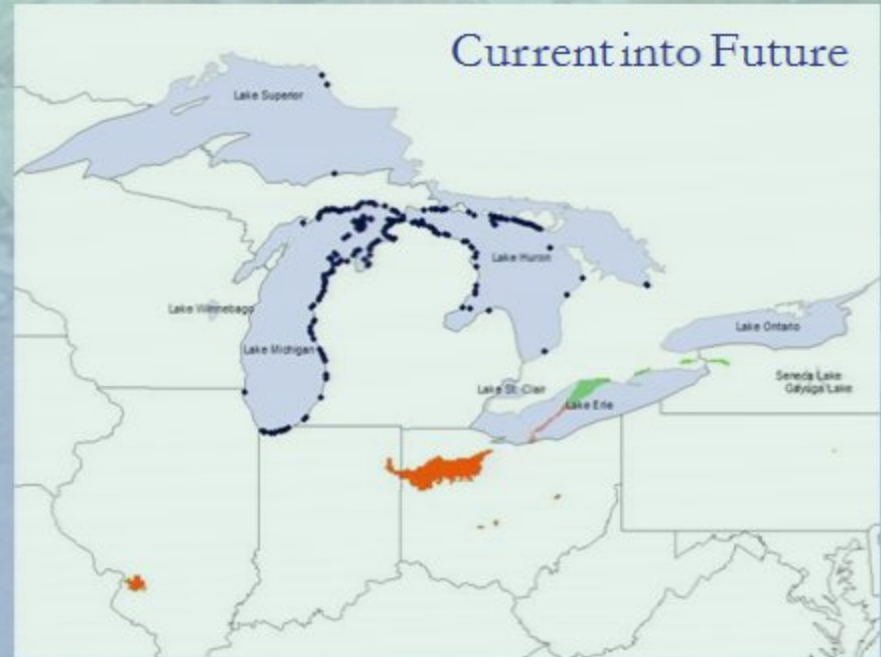 Current into Future
Lake Superior
Lake Huron
Lake Winnebago
Lake Michigan
Lake Ontario
Lake St. Clair
Lake Erie
Seneca Lake
Cayuga Lake